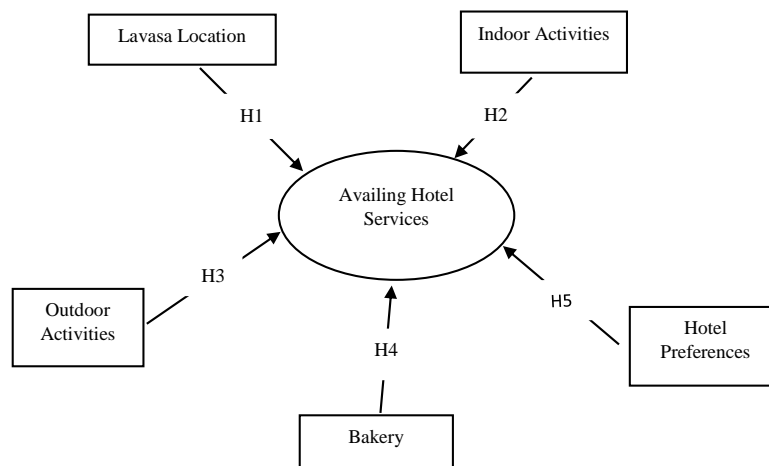 Lavasa Location
Indoor Activities
H1
H2
Availing Hotel
Services
H3
H5
Outdoor
Activities
Hotel
Preferences
H4
Bakery